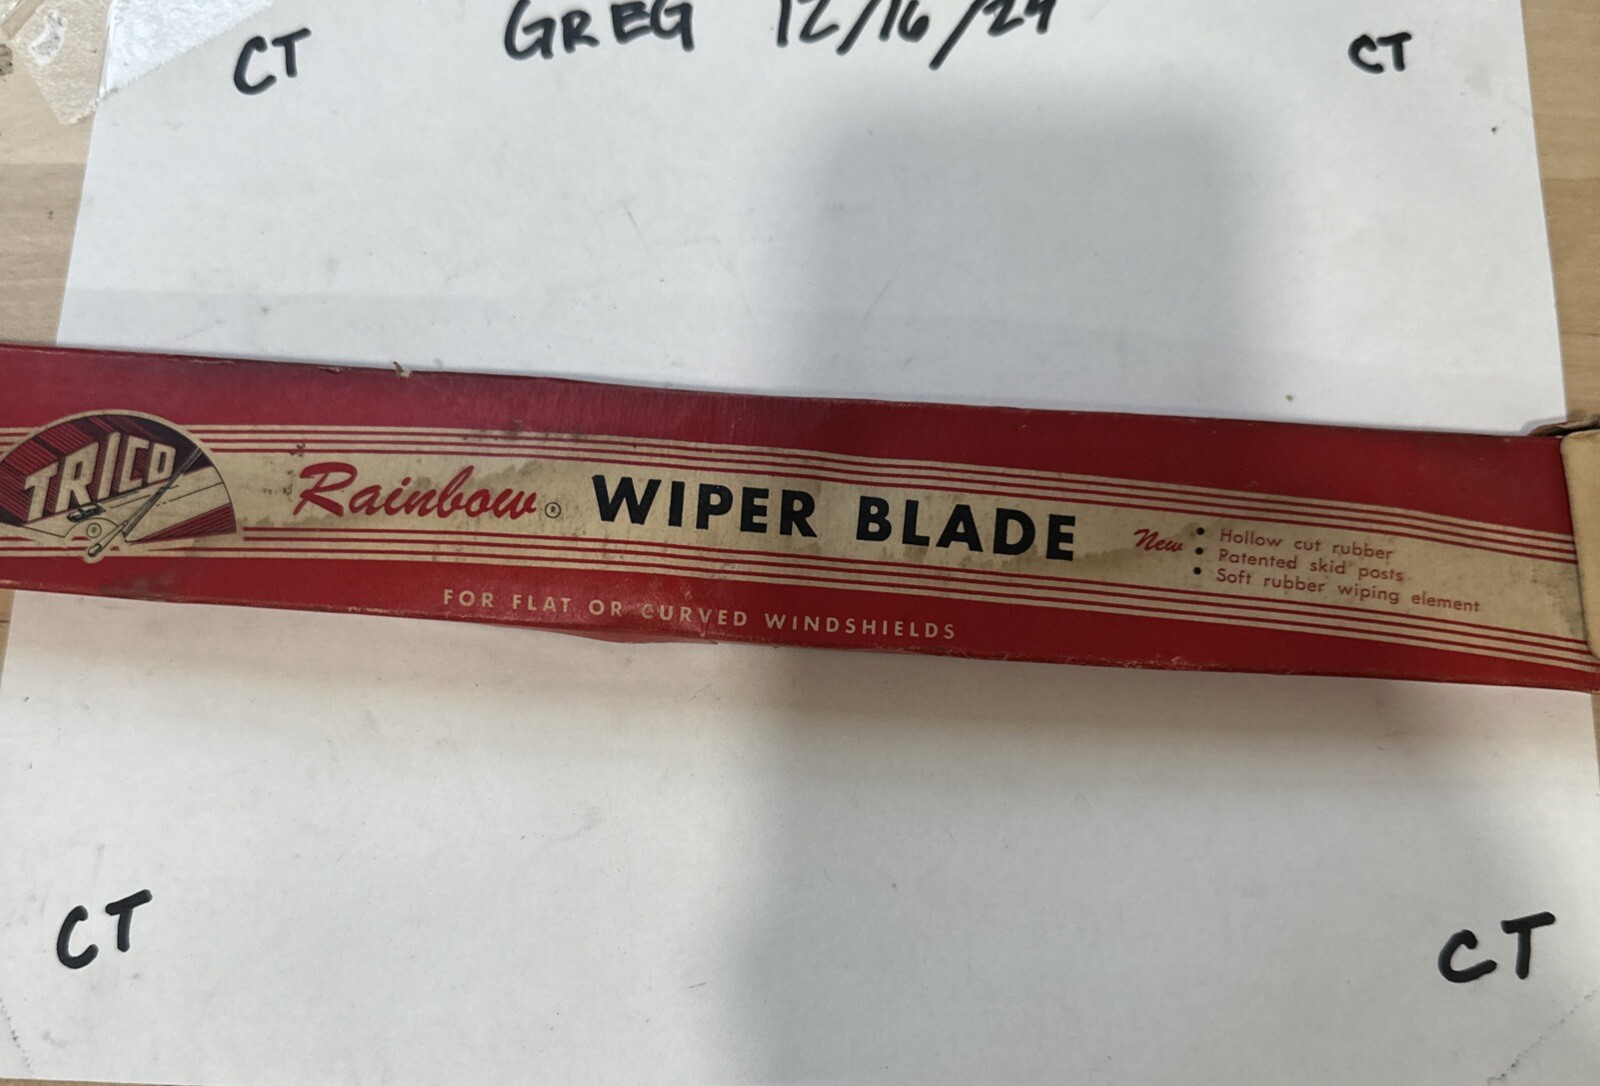 CT GREG 12/16/24 CT
TRICO
®
Rainbow® WIPER BLADE
New
• Hollow cut rubber
• Patented skid posts
• Soft rubber wiping element
FOR FLAT OR CURVED WINDSHIELDS
CT CT